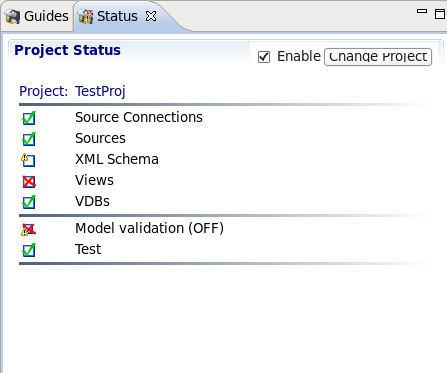 Guides Status
Project Status
Enable Change Project
Project: TestProj
Source Connections
Sources
XML Schema
Views
VDBs
Model validation (OFF)
Test